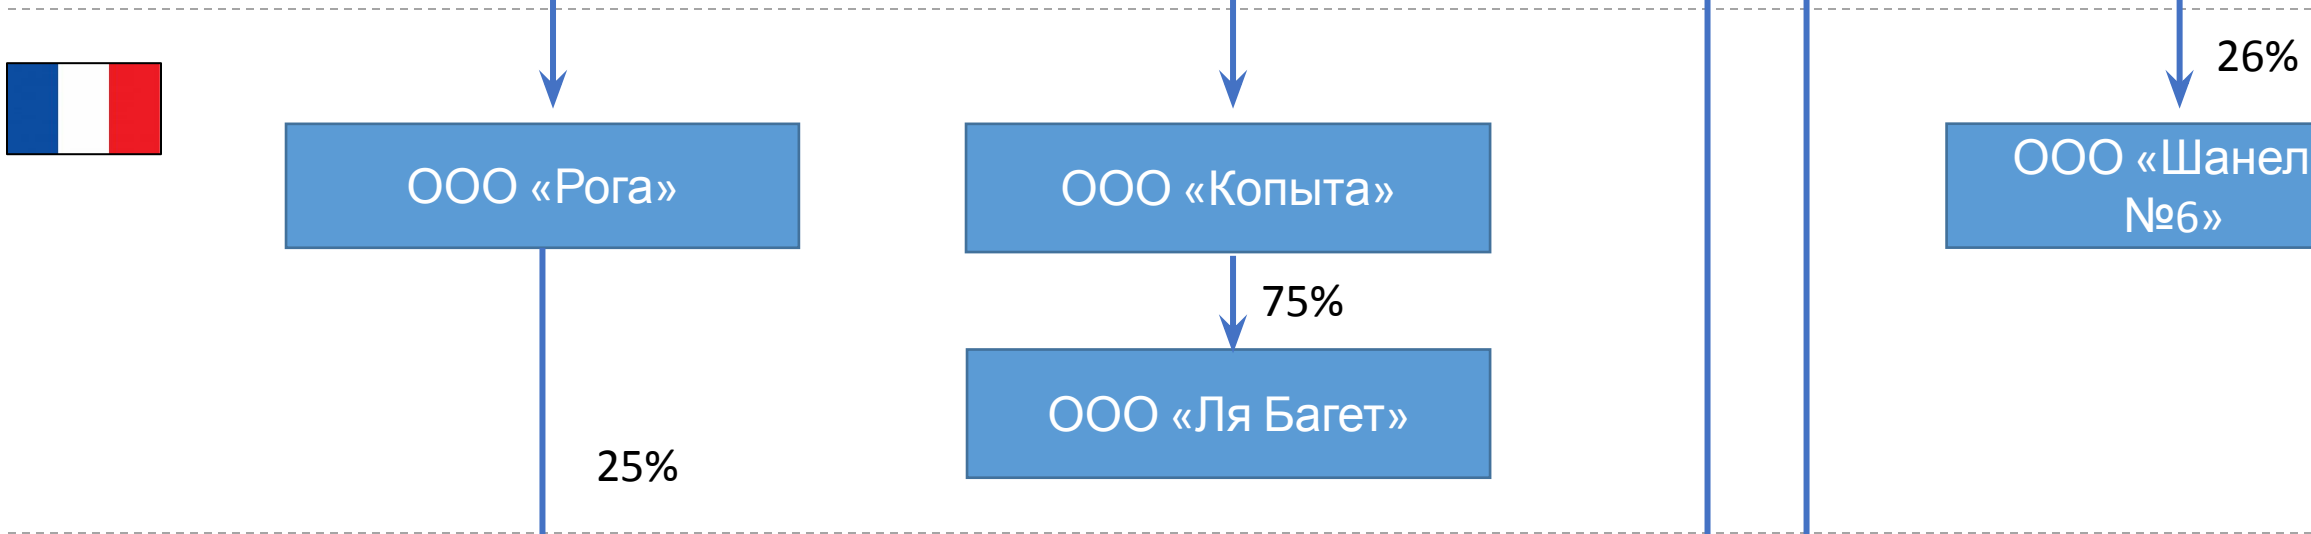 26%
ООО «Рога»
ООО «Копыта»
ООО «Шанел
№6»
75%
ООО «Ля Багет»
25%